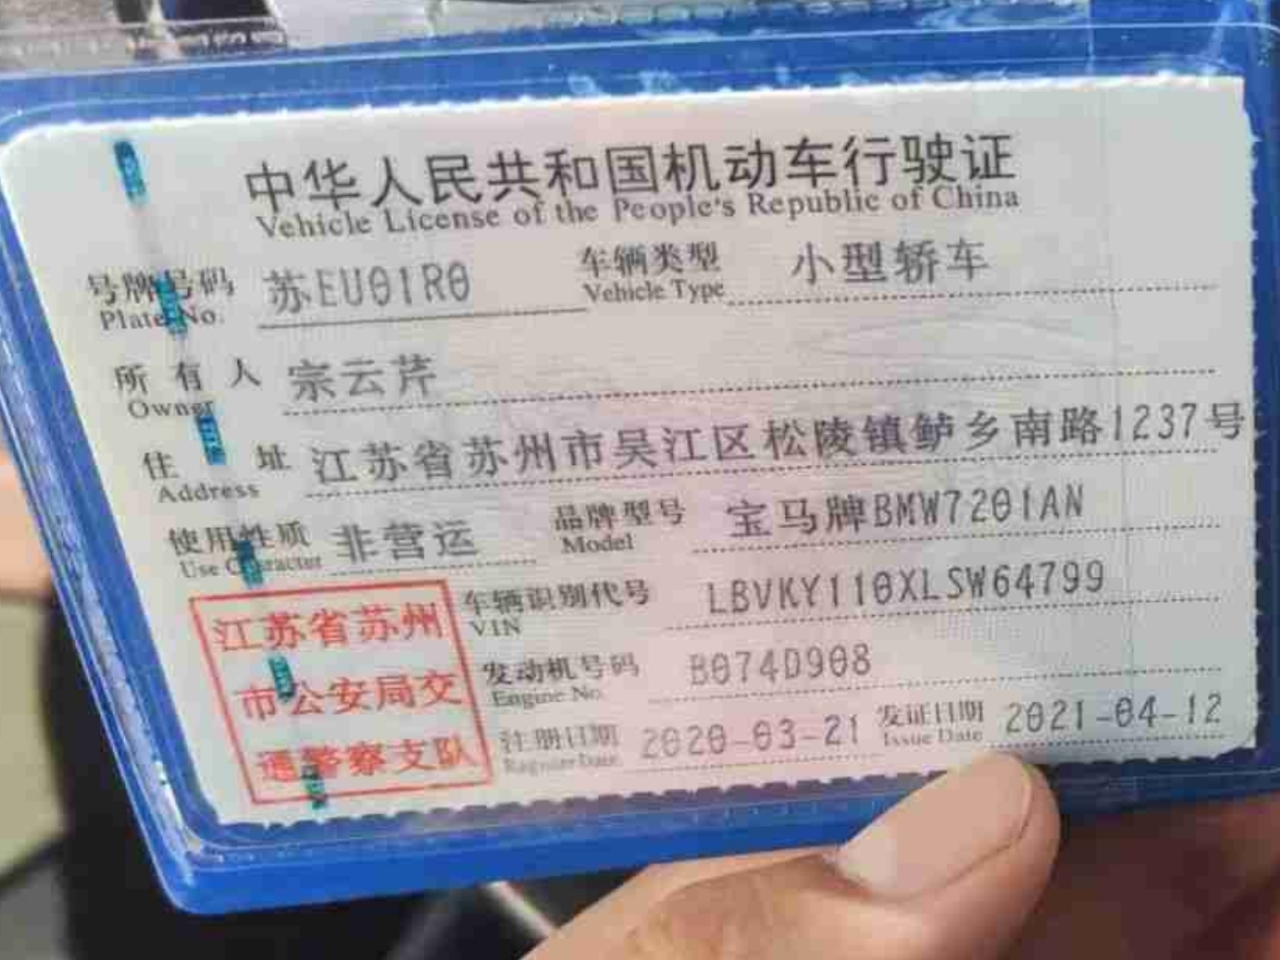 中华人民共和国机动车行驶证
Vehicle License of the People's Republic of China
号牌号码 苏EU01R0 车辆类型 小型轿车
Plate No. Vehicle Type
所有人 宗云芹
Owner
住址 江苏省苏州市吴江区松陵镇鲈乡南路1237号
Address
使用性质 非营运 品牌型号 宝马牌BMW7201AN
Use Character Model
车辆识别代号 LBVKY110XLSW64799
VIN
发动机号码 B074D908
Engine No.
注册日期 2020-03-21 发证日期 2021-04-12
Register Date Issue Date
江苏省苏州
市公安局交
通警察支队